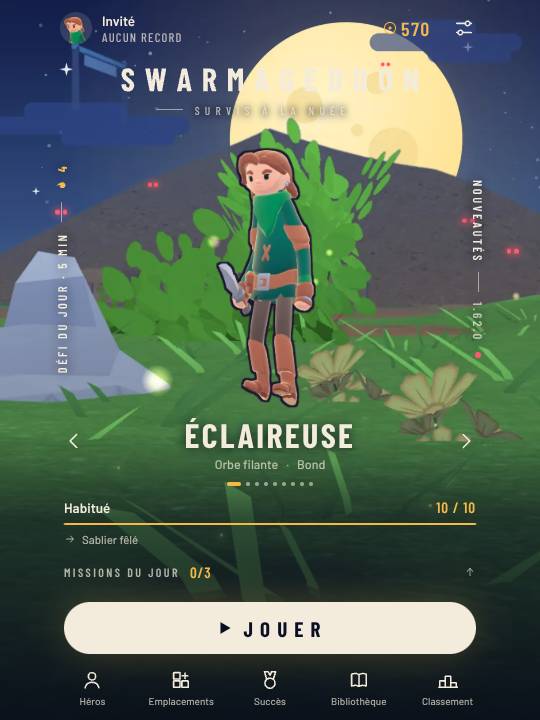 Invité
AUCUN RECORD
570
SWARMAGEDDON
SURVIS À LA NUÉE
DÉFI DU JOUR · 5 MIN — 4
NOUVEAUTÉS — 1.62.0
ÉCLAIREUSE
Orbe filante · Bond
Habitué
10 / 10
→ Sablier fêlé
MISSIONS DU JOUR 0/3 ↑
JOUER
Héros
Emplacements
Succès
Bibliothèque
Classement